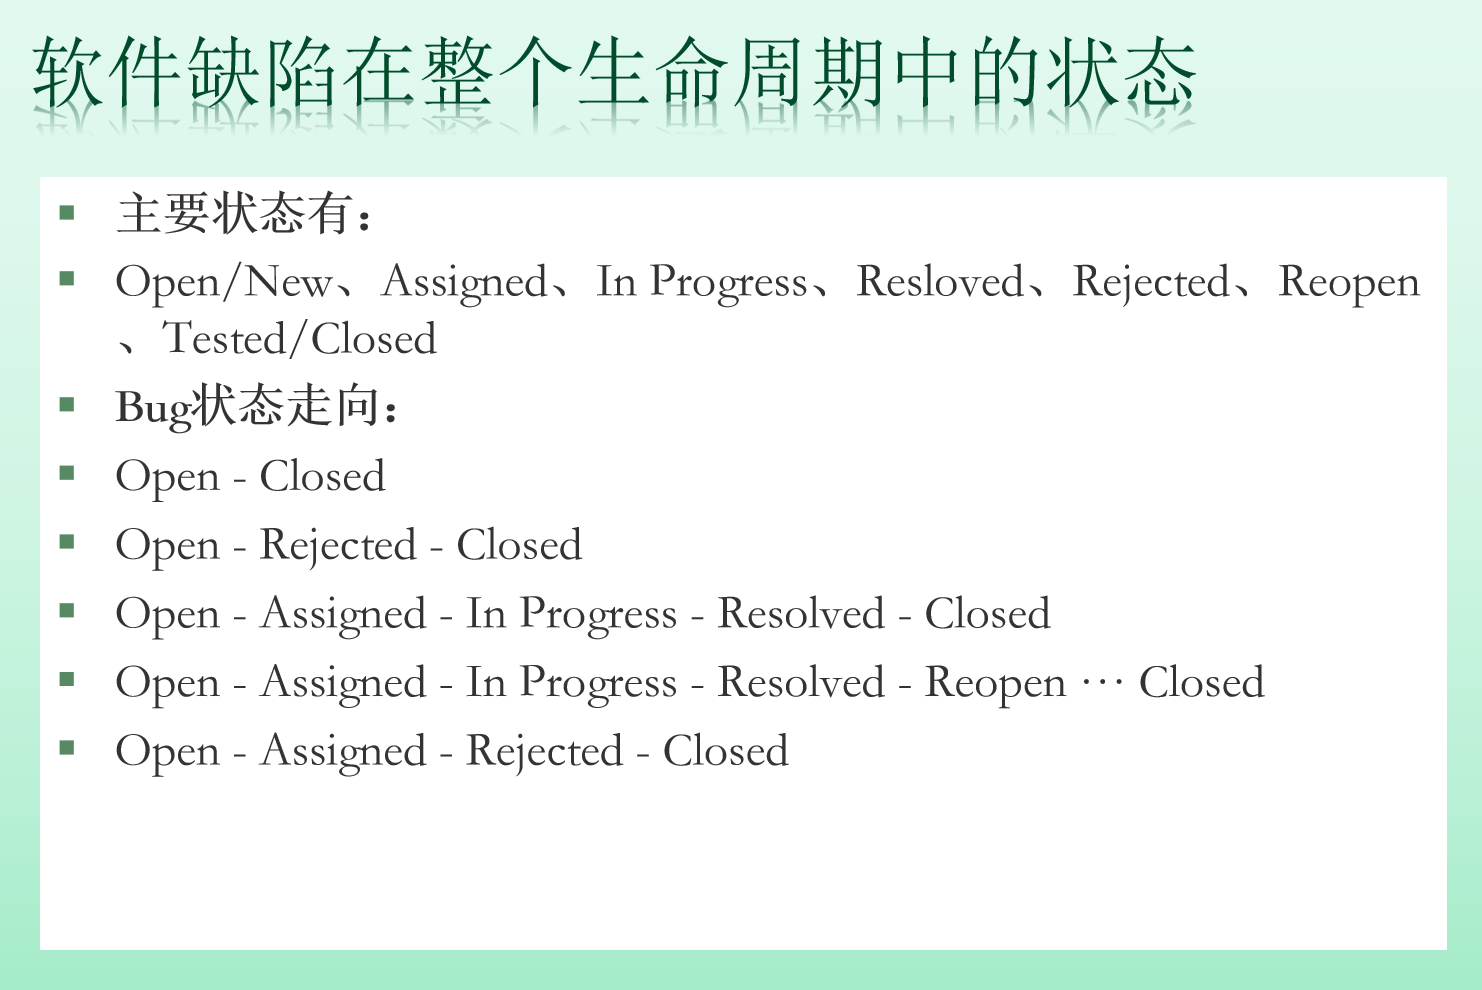 软件缺陷在整个生命周期中的状态
主要状态有：
Open/New、Assigned、In Progress、Resloved、Rejected、Reopen
、Tested/Closed
Bug状态走向：
Open - Closed
Open - Rejected - Closed
Open - Assigned - In Progress - Resolved - Closed
Open - Assigned - In Progress - Resolved - Reopen … Closed
Open - Assigned - Rejected - Closed